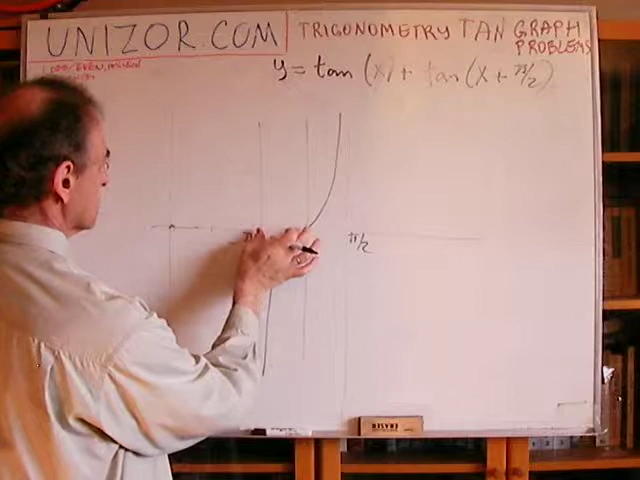 UNIZOR.COM
TRIGONOMETRY TAN GRAPH
PROBLEMS
y = tan (x) + tan (x + π/2)
π/2